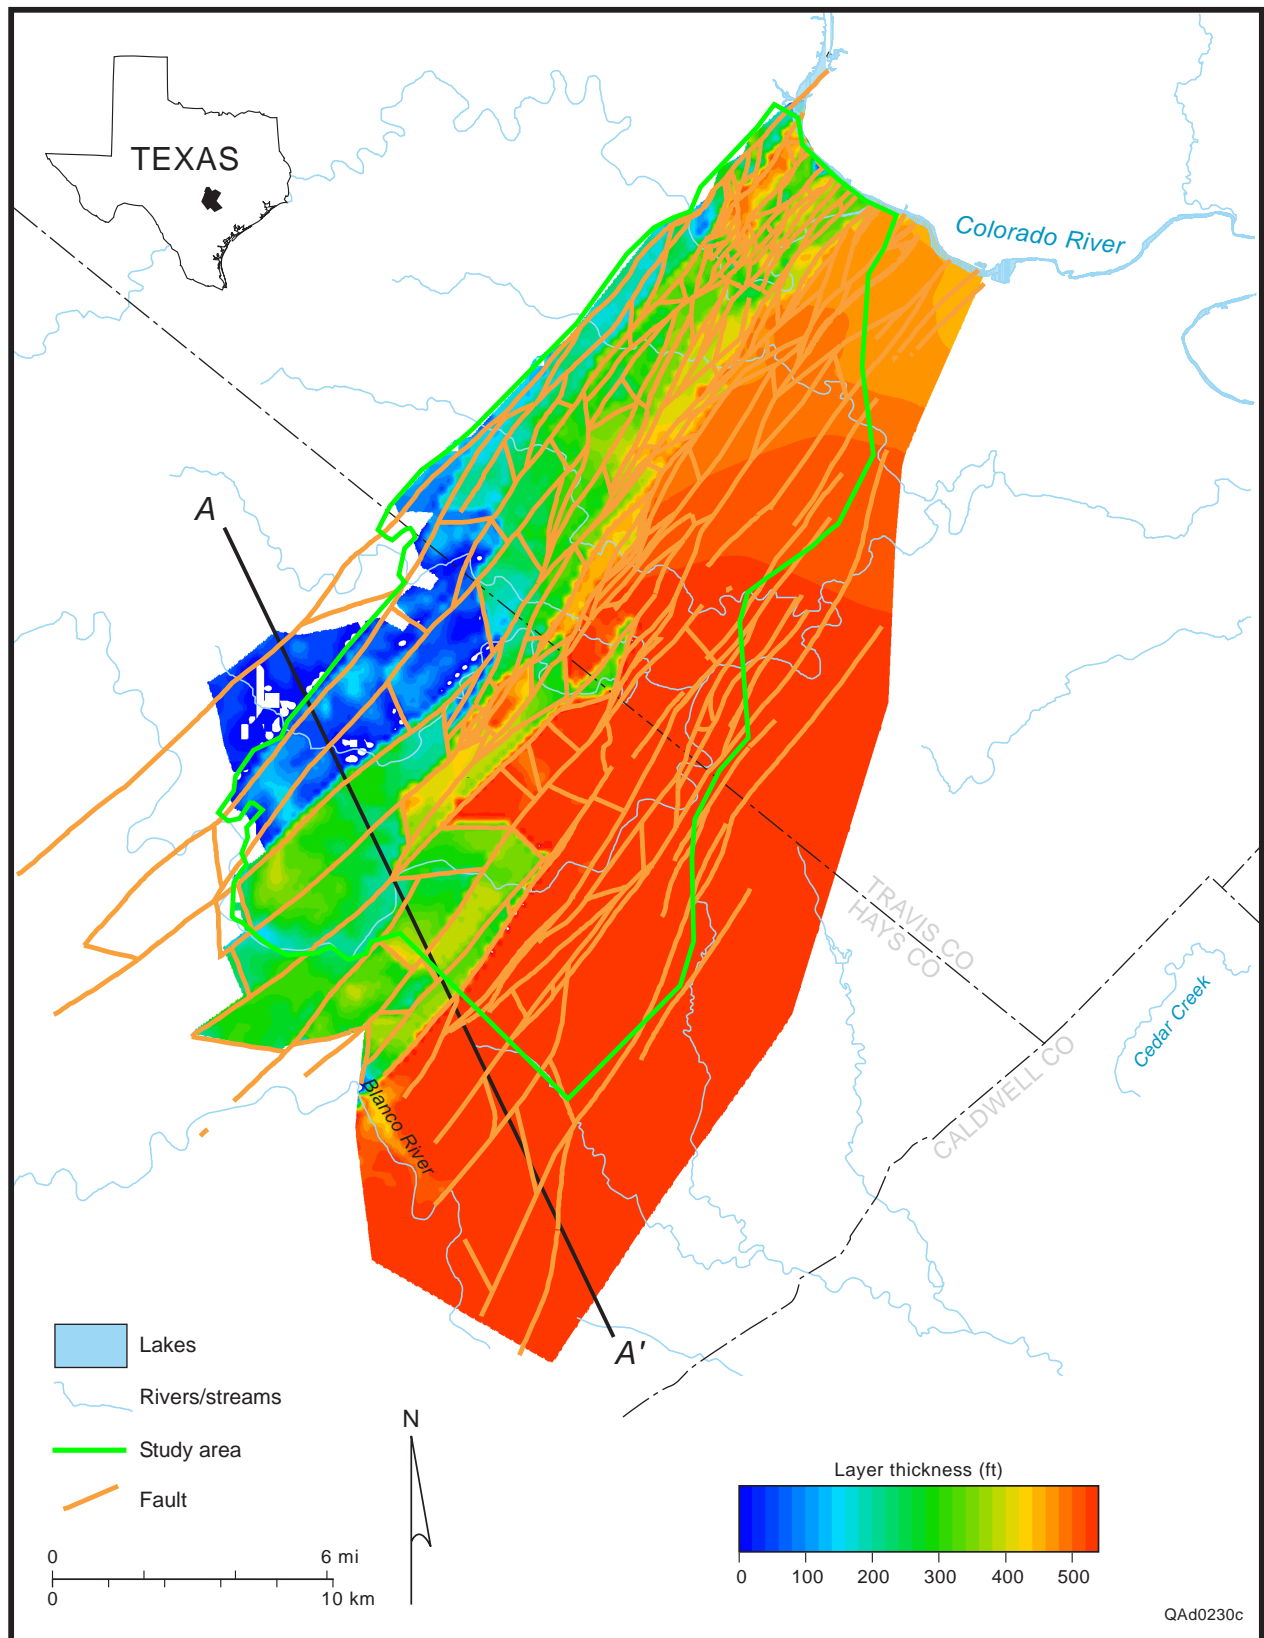 TEXAS
Colorado River
A
TRAVIS CO
HAYS CO
Cedar Creek
CALDWELL CO
Blanco River
A'
Lakes
Rivers/streams
Study area
Fault
0
6 mi
0
10 km
N
Layer thickness (ft)
0 100 200 300 400 500
QAd0230c